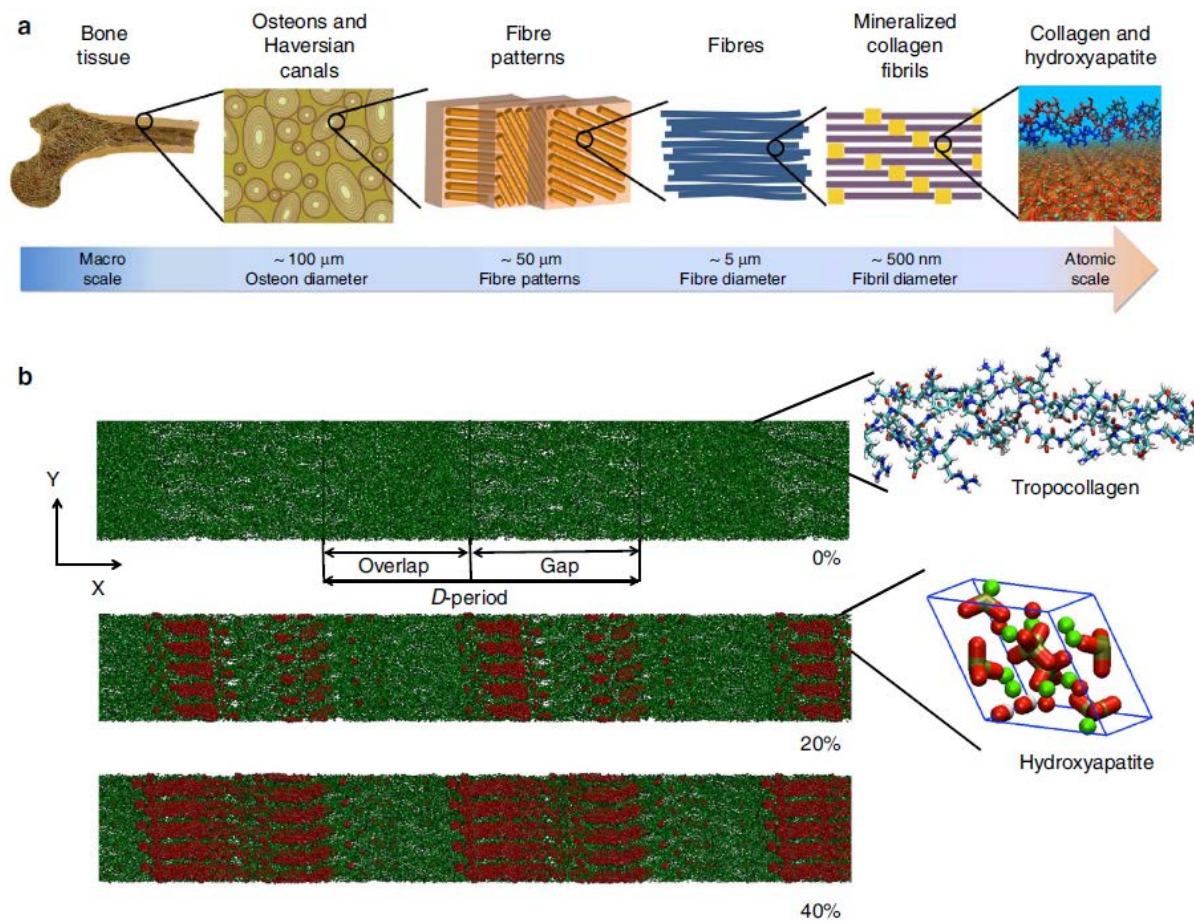 a
Bone
tissue
Osteons and
Haversian
canals
Fibre
patterns
Fibres
Mineralized
collagen
fibrils
Collagen and
hydroxyapatite
Macro
scale
~ 100 μm
Osteon diameter
~ 50 μm
Fibre patterns
~ 5 μm
Fibre diameter
~ 500 nm
Fibril diameter
Atomic
scale
b
Y
X
Tropocollagen
0%
Overlap
Gap
D-period
20%
Hydroxyapatite
40%